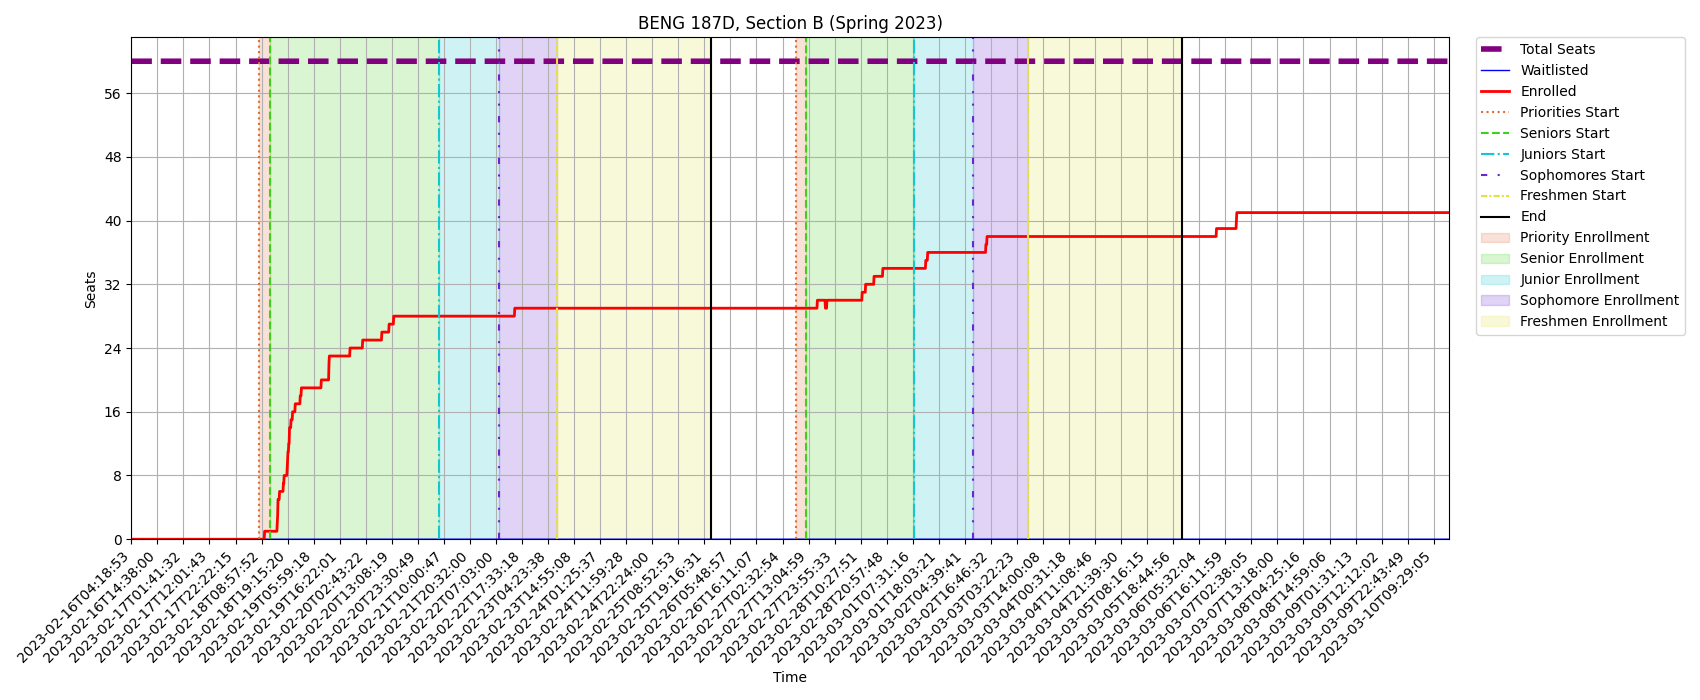 BENG 187D, Section B (Spring 2023)
Seats
56
48
40
32
24
16
8
0
2023-02-16T04:18:53
2023-02-16T14:38:00
2023-02-17T01:41:32
2023-02-17T12:01:43
2023-02-17T22:22:15
2023-02-18T08:57:52
2023-02-18T19:15:20
2023-02-19T05:59:18
2023-02-19T16:22:01
2023-02-20T02:43:22
2023-02-20T13:08:19
2023-02-20T23:30:49
2023-02-21T10:00:47
2023-02-21T20:32:00
2023-02-22T07:03:00
2023-02-22T17:33:18
2023-02-23T04:23:38
2023-02-23T14:55:08
2023-02-24T01:25:37
2023-02-24T11:59:28
2023-02-24T22:24:00
2023-02-25T08:52:53
2023-02-25T19:16:31
2023-02-26T05:48:57
2023-02-26T16:11:07
2023-02-27T02:32:54
2023-02-27T13:04:59
2023-02-27T23:55:33
2023-02-28T10:27:51
2023-02-28T20:57:48
2023-03-01T07:31:16
2023-03-01T18:03:21
2023-03-02T04:39:41
2023-03-02T16:46:32
2023-03-03T03:22:23
2023-03-03T14:00:08
2023-03-04T00:31:18
2023-03-04T11:08:46
2023-03-04T21:39:30
2023-03-05T08:16:15
2023-03-05T18:44:56
2023-03-06T05:32:04
2023-03-06T16:11:59
2023-03-07T02:38:05
2023-03-07T13:18:00
2023-03-08T04:25:16
2023-03-08T14:59:06
2023-03-09T01:31:13
2023-03-09T12:12:02
2023-03-09T22:43:49
2023-03-10T09:29:05
Time
Total Seats
Waitlisted
Enrolled
Priorities Start
Seniors Start
Juniors Start
Sophomores Start
Freshmen Start
End
Priority Enrollment
Senior Enrollment
Junior Enrollment
Sophomore Enrollment
Freshmen Enrollment